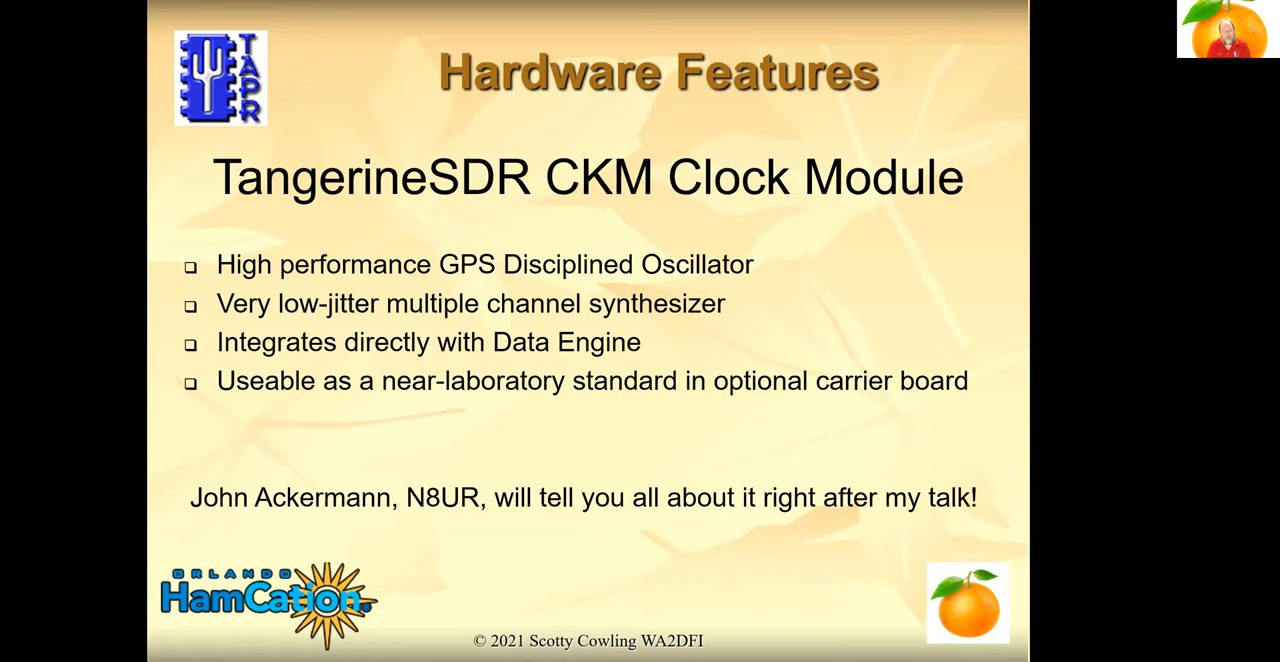 TAPR
Hardware Features
TangerineSDR CKM Clock Module
❑ High performance GPS Disciplined Oscillator
❑ Very low-jitter multiple channel synthesizer
❑ Integrates directly with Data Engine
❑ Useable as a near-laboratory standard in optional carrier board
John Ackermann, N8UR, will tell you all about it right after my talk!
ORLANDO
HamCation®
© 2021 Scotty Cowling WA2DFI